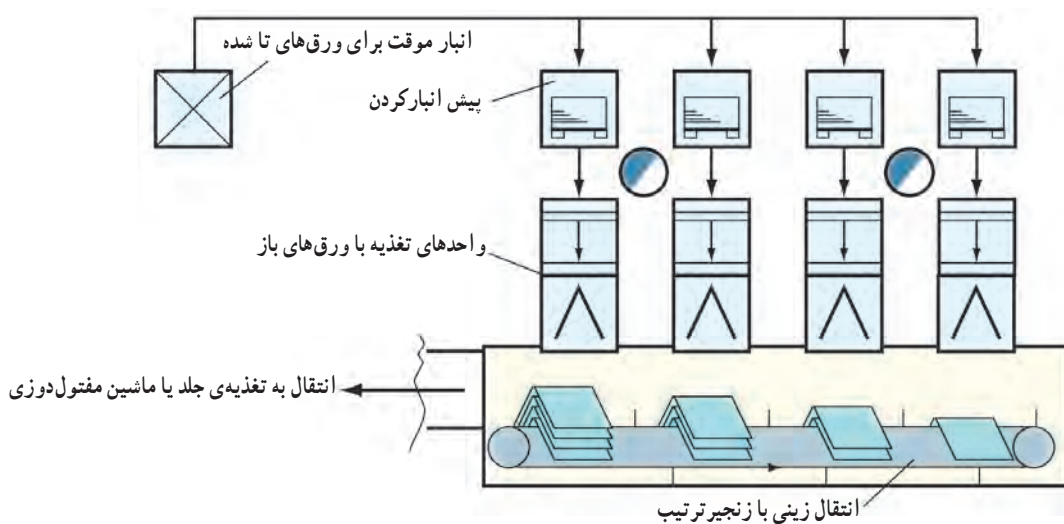 انبار موقت برای ورق‌های تا شده
پیش انبارکردن
واحدهای تغذیه با ورق‌های باز
انتقال به تغذیه‌ی جلد یا ماشین مفتول‌دوزی
انتقال زینی با زنجیرترتیب